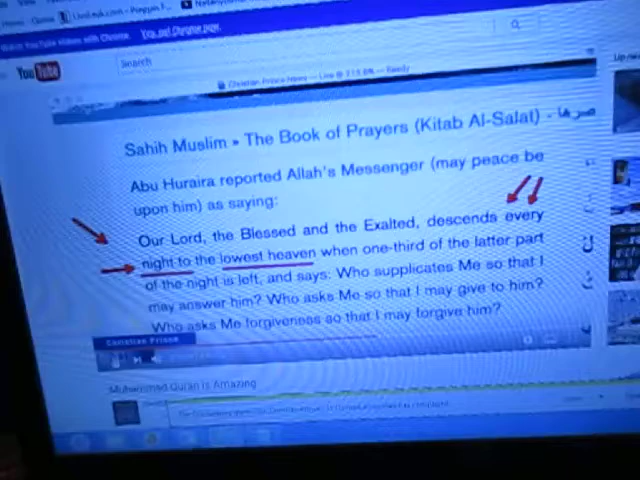 You Tube
Search
Sahih Muslim » The Book of Prayers (Kitab Al-Salat) -
Abu Huraira reported Allah's Messenger (may peace be
upon him) as saying:
Our Lord, the Blessed and the Exalted, descends every
night to the lowest heaven when one-third of the latter part
of the night is left, and says: Who supplicates Me so that I
may answer him? Who asks Me so that I may give to him?
Who asks Me forgiveness so that I may forgive him?
Christian Prince
Muhammad Quran is Amazing